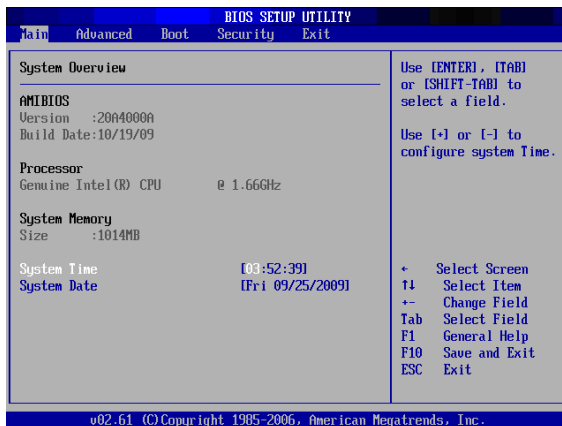 BIOS SETUP UTILITY
Main Advanced Boot Security Exit
System Overview
AMIBIOS
Version :20A4000A
Build Date:10/19/09
Processor
Genuine Intel(R) CPU @ 1.66GHz
System Memory
Size :1014MB
System Time [03:52:39]
System Date [Fri 09/25/2009]
Use [ENTER], [TAB]
or [SHIFT-TAB] to
select a field.
Use [+] or [-] to
configure system Time.
← Select Screen
↑↓ Select Item
+- Change Field
Tab Select Field
F1 General Help
F10 Save and Exit
ESC Exit
v02.61 (C)Copyright 1985-2006, American Megatrends, Inc.